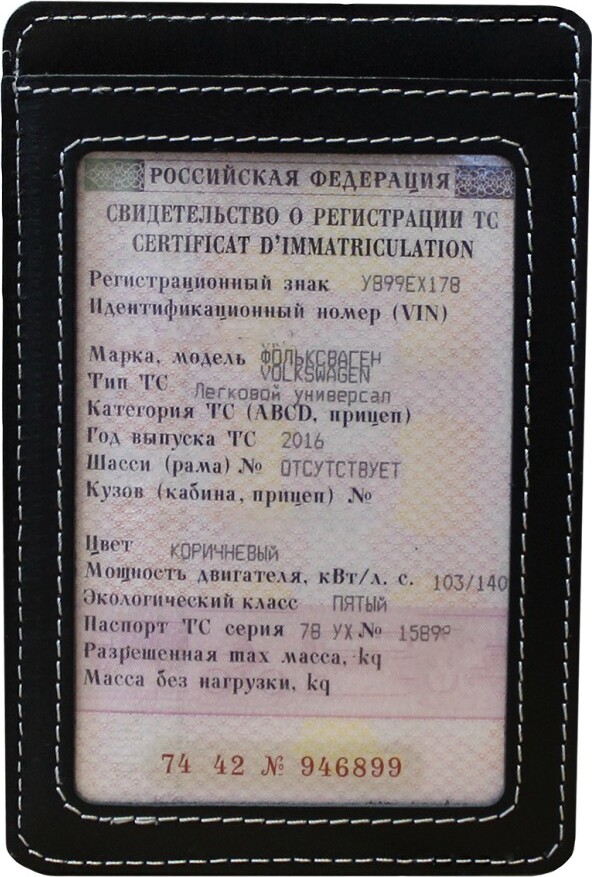 РОССИЙСКАЯ ФЕДЕРАЦИЯ
СВИДЕТЕЛЬСТВО О РЕГИСТРАЦИИ ТС
CERTIFICAT D'IMMATRICULATION
Регистрационный знак У899ЕХ178
Идентификационный номер (VIN)
Марка, модель ФОЛЬКСВАГЕН
VOLKSWAGEN
Тип ТС Легковой универсал
Категория ТС (ABCD, прицеп)
Год выпуска ТС 2016
Шасси (рама) № ОТСУТСТВУЕТ
Кузов (кабина, прицеп) №
Цвет КОРИЧНЕВЫЙ
Мощность двигателя, кВт/л. с. 103/140
Экологический класс ПЯТЫЙ
Паспорт ТС серия 78 УХ №
Разрешенная max масса, kq
Масса без нагрузки, kq
74 42 № 946899